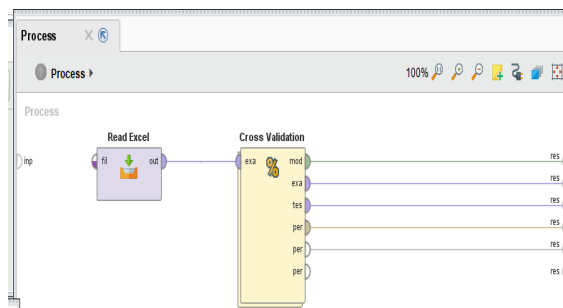 Process
Process
100%
Process
Read Excel
Cross Validation
inp
fil
out
exa
mod
res
exa
res
tes
res
per
res
per
res
per
res